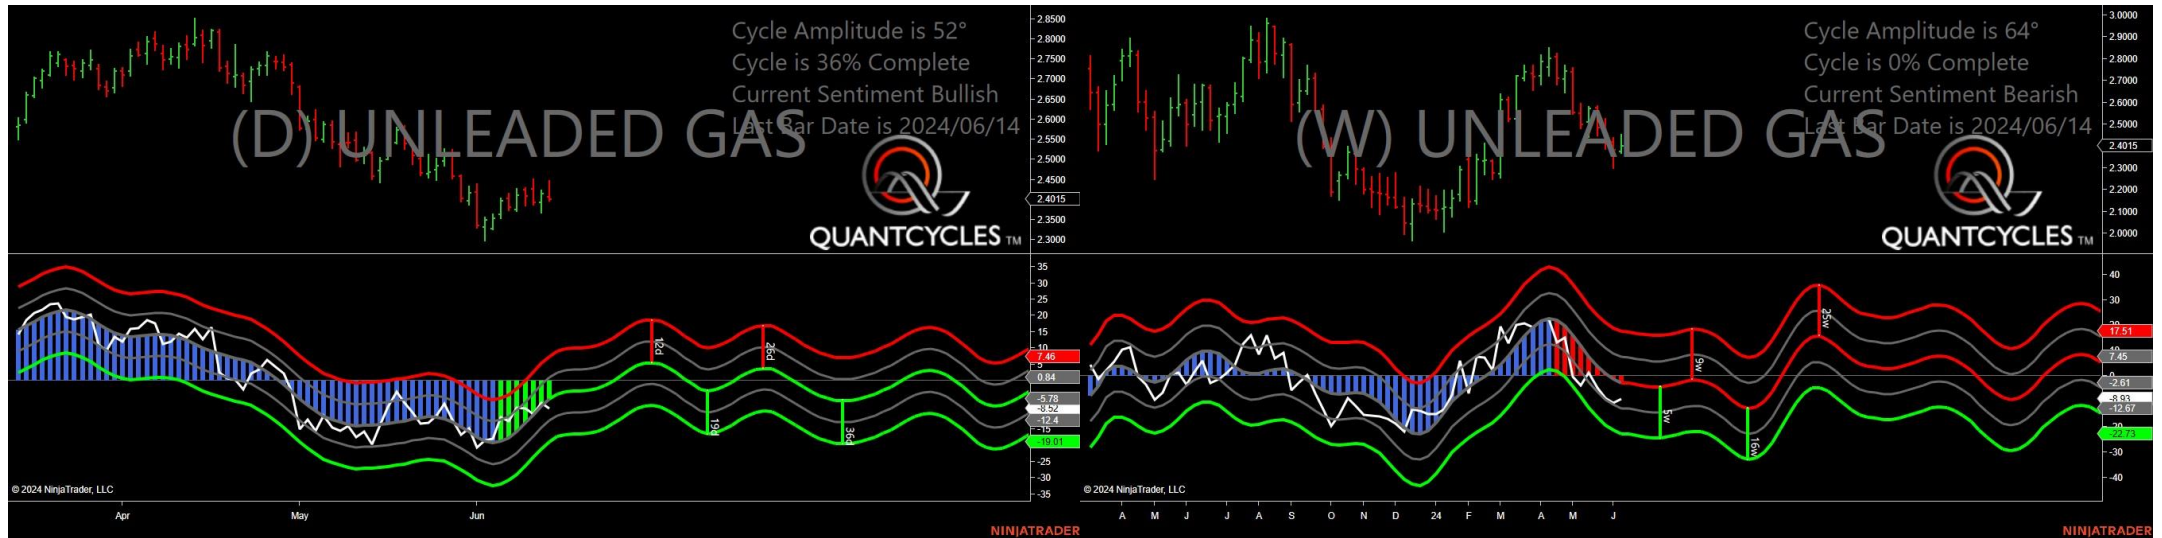 Cycle Amplitude is 52°
Cycle is 36% Complete
Current Sentiment Bullish
Last Bar Date is 2024/06/14
(D) UNLEADED GAS
QUANTCYCLES TM
2.8500
2.8000
2.7500
2.7000
2.6500
2.6000
2.5500
2.5000
2.4500
2.4015
2.3500
2.3000
35
30
25
20
15
10
7.46
5
0.84
-5.78
-8.52
-12.4
-15
-19.01
-25
-30
-35
12d
26d
19d
36d
© 2024 NinjaTrader, LLC
Apr
May
Jun
NINJATRADER
Cycle Amplitude is 64°
Cycle is 0% Complete
Current Sentiment Bearish
Last Bar Date is 2024/06/14
(W) UNLEADED GAS
QUANTCYCLES TM
3.0000
2.9000
2.8000
2.7000
2.6000
2.5000
2.4015
2.3000
2.2000
2.1000
2.0000
40
30
20
17.51
10
7.45
0
-2.61
-8.93
-12.67
-20
-22.73
-30
-40
9w
25w
5w
16w
© 2024 NinjaTrader, LLC
A
M
J
J
A
S
O
N
D
24
F
M
A
M
J
NINJATRADER